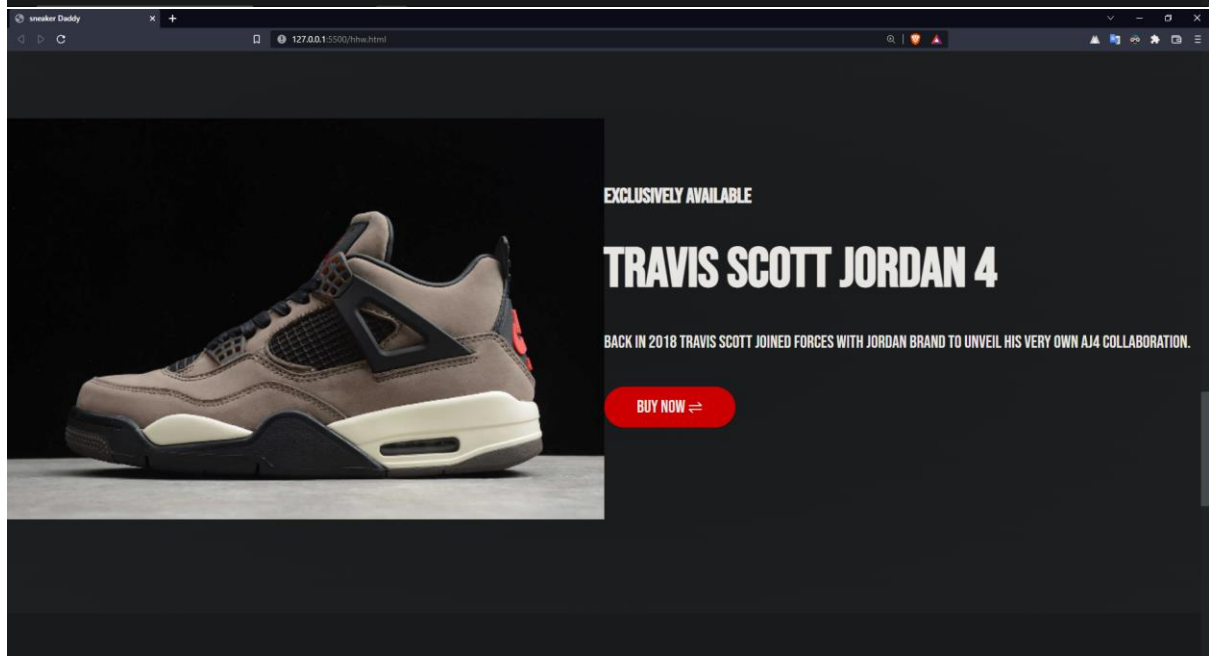 sneaker Daddy
127.0.0.1:5500/hhw.html
EXCLUSIVELY AVAILABLE
TRAVIS SCOTT JORDAN 4
BACK IN 2018 TRAVIS SCOTT JOINED FORCES WITH JORDAN BRAND TO UNVEIL HIS VERY OWN AJ4 COLLABORATION.
BUY NOW ⇌